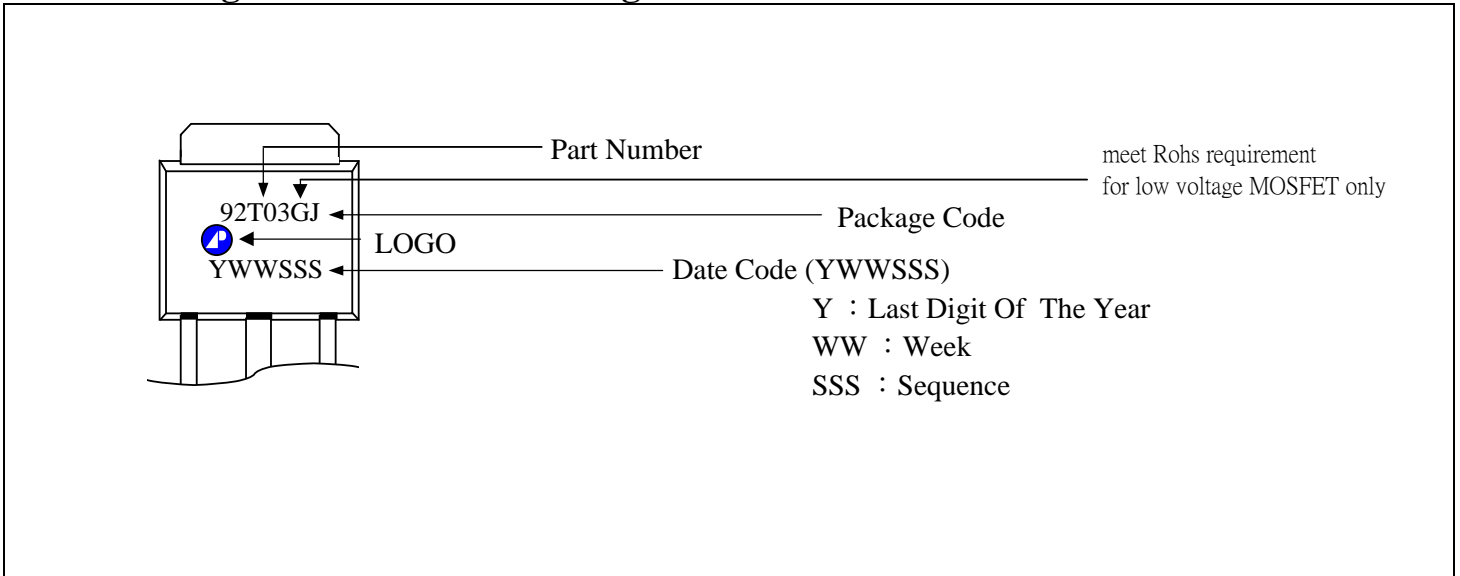 Part Number
meet Rohs requirement
for low voltage MOSFET only
92T03GJ
Package Code
LOGO
YWWSSS
Date Code (YWWSSS)
Y ：Last Digit Of The Year
WW ：Week
SSS ：Sequence